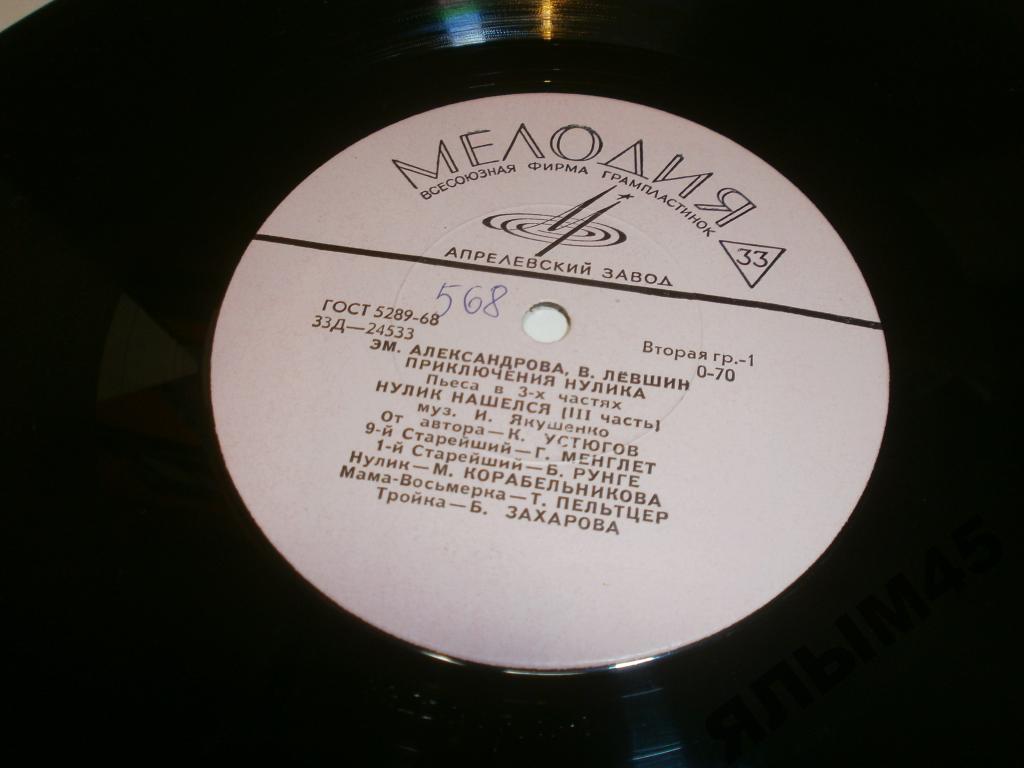 МЕЛОДИЯ
ВСЕСОЮЗНАЯ ФИРМА ГРАМПЛАСТИНОК
33
АПРЕЛЕВСКИЙ ЗАВОД
568
ГОСТ 5289-68
33Д—24533
Вторая гр.-1
0-70
ЭМ. АЛЕКСАНДРОВА, В. ЛЁВШИН
ПРИКЛЮЧЕНИЯ НУЛИКА
Пьеса в 3-х частях
НУЛИК НАШЕЛСЯ (III часть)
муз. И. Якушенко
От автора—К. УСТЮГОВ
9-й Старейший—Г. МЕНГЛЕТ
1-й Старейший—Б. РУНГЕ
Нулик—М. КОРАБЕЛЬНИКОВА
Мама-Восьмерка—Т. ПЕЛЬТЦЕР
Тройка—Б. ЗАХАРОВА
ЯЛЫМ45